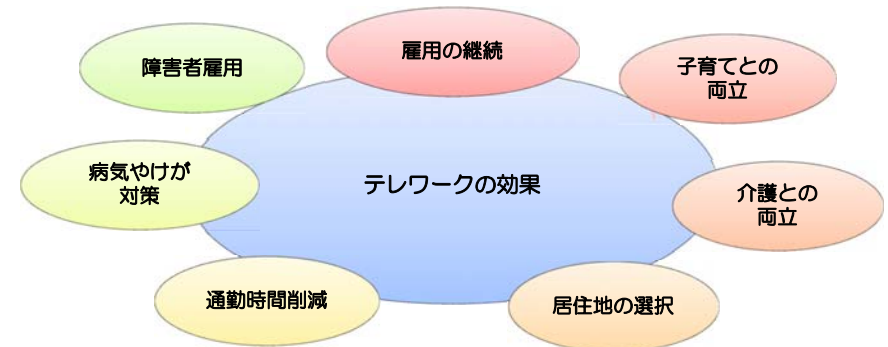 雇用の継続
障害者雇用
子育てとの
両立
病気やけが
対策
テレワークの効果
介護との
両立
通勤時間削減
居住地の選択